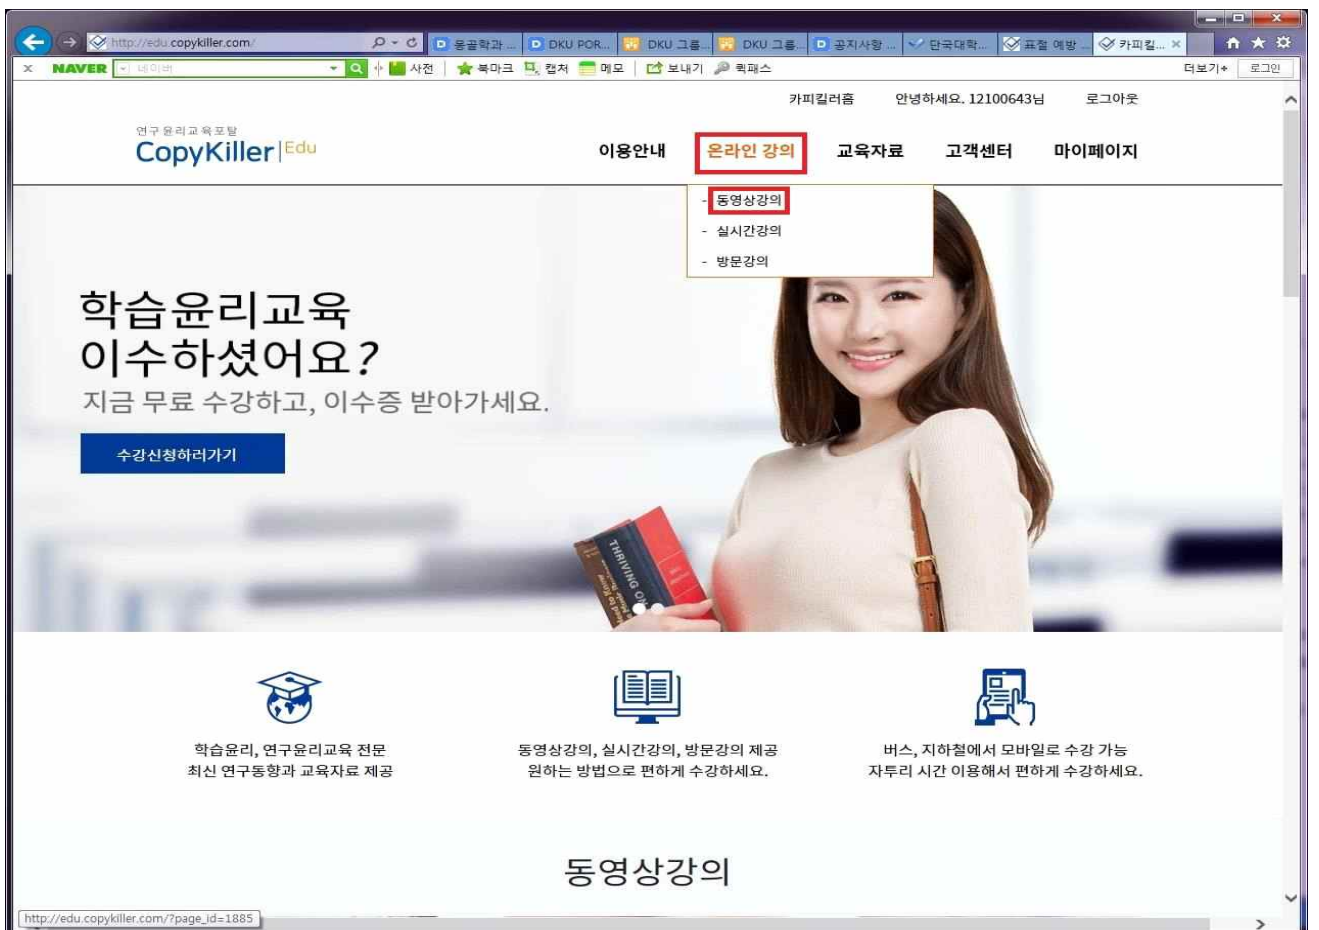 http://edu.copykiller.com/
응공학과 ...
DKU POR...
DKU 그룹...
DKU 그룹...
공지사항 ...
단국대학...
표절 예방 ...
카피킬... ×
x NAVER 네이버 사전 북마크 캡처 메모 보내기 퀵패스 더보기+ 로그인
카피킬러홈 안녕하세요. 12100643님 로그아웃
연구윤리교육포탈
CopyKiller Edu
이용안내 온라인 강의 교육자료 고객센터 마이페이지
- 동영상강의
- 실시간강의
- 방문강의
학습윤리교육
이수하셨어요?
지금 무료 수강하고, 이수증 받아가세요.
수강신청하러가기
THRIVING ON
학습윤리, 연구윤리교육 전문
최신 연구동향과 교육자료 제공
동영상강의, 실시간강의, 방문강의 제공
원하는 방법으로 편하게 수강하세요.
버스, 지하철에서 모바일로 수강 가능
자투리 시간 이용해서 편하게 수강하세요.
동영상강의
http://edu.copykiller.com/?page_id=1885